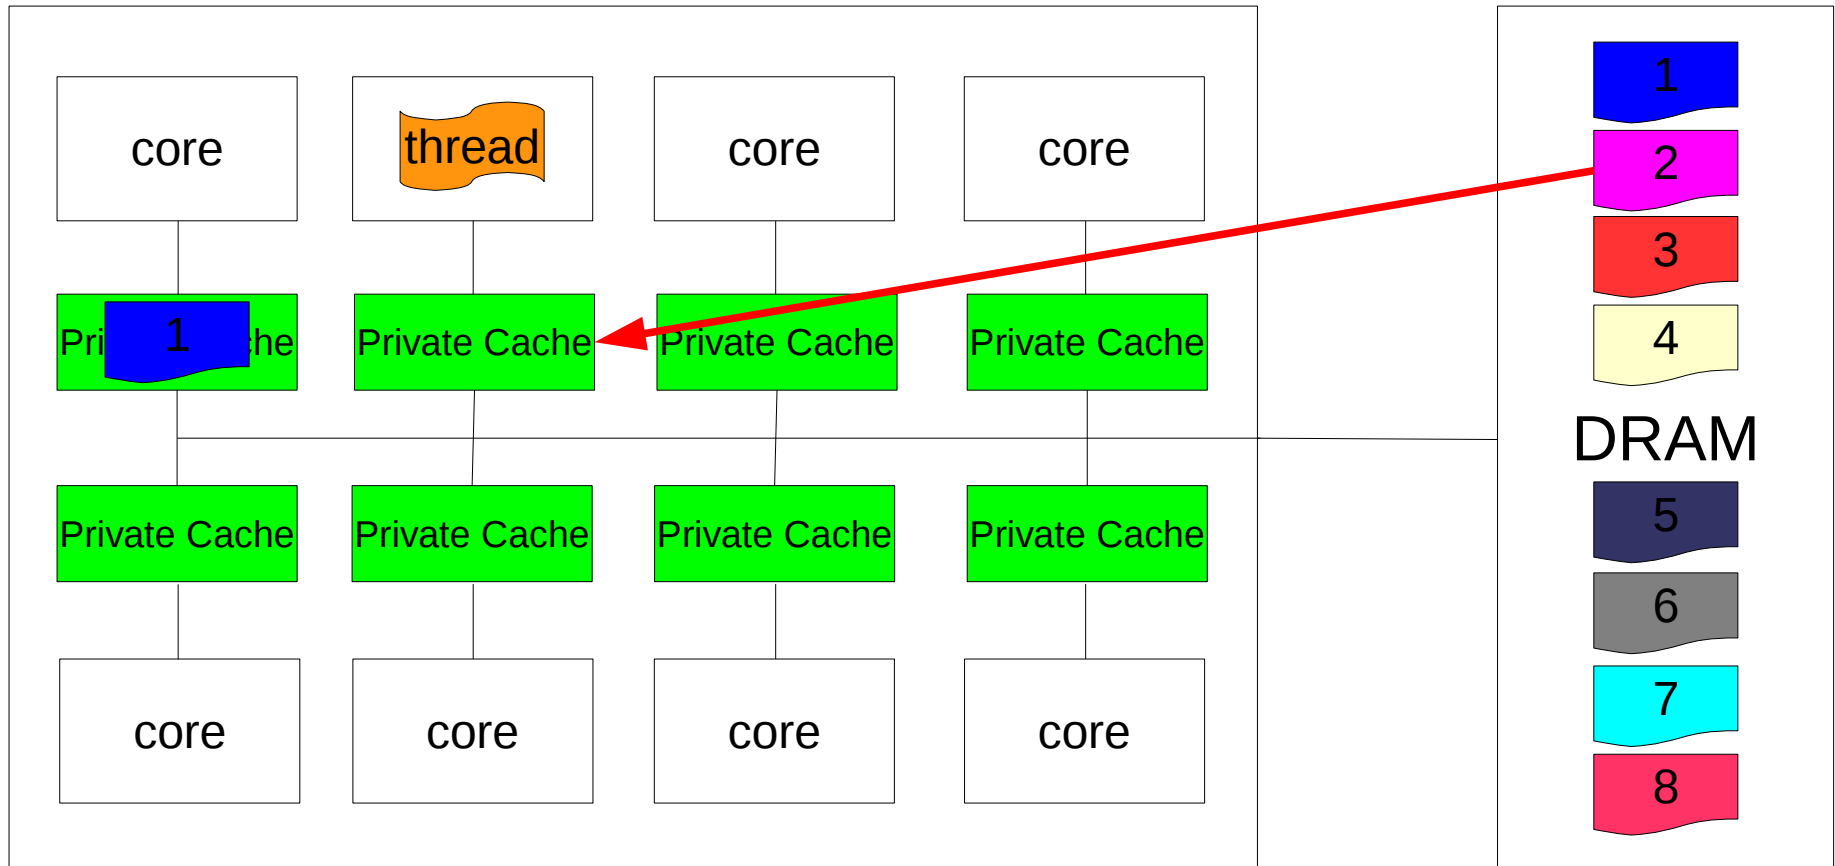 core
thread
core
core
1
2
3
4
Pri
1
he
Private Cache
Private Cache
Private Cache
DRAM
Private Cache
Private Cache
Private Cache
Private Cache
5
6
7
8
core
core
core
core